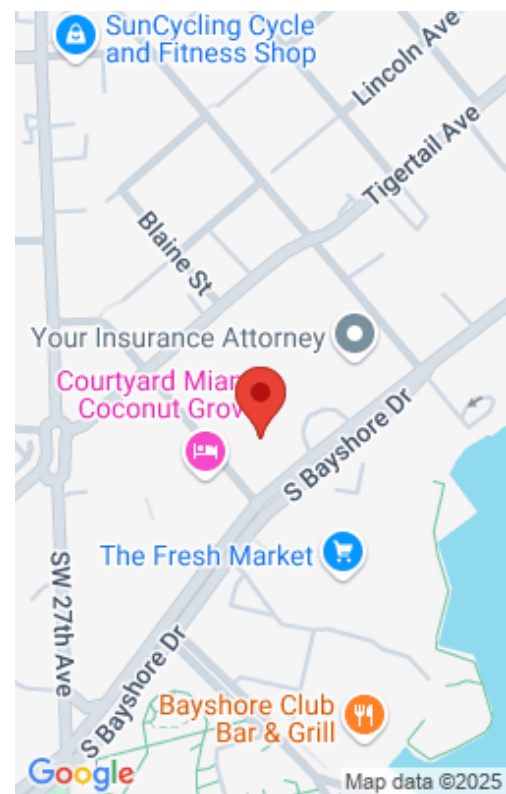 SunCycling Cycle
and Fitness Shop
Lincoln Ave
Tigertail Ave
Blaine St
Your Insurance Attorney
Courtyard Miam
Coconut Grov
S Bayshore Dr
The Fresh Market
SW 27th Ave
S Bayshore Dr
Bayshore Club
Bar & Grill
Google
Map data ©2025